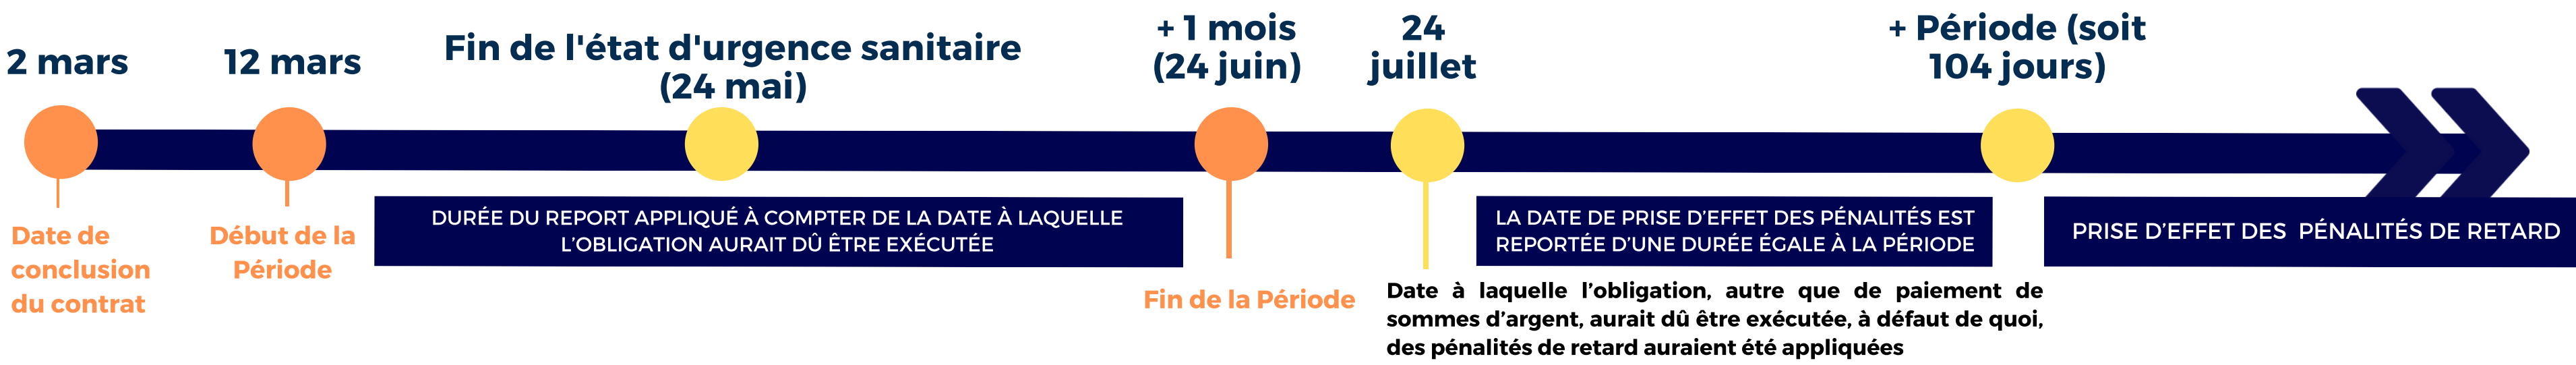 2 mars
12 mars
Fin de l'état d'urgence sanitaire
(24 mai)
+ 1 mois
(24 juin)
24
juillet
+ Période (soit
104 jours)
Date de
conclusion
du contrat
Début de la
Période
DURÉE DU REPORT APPLIQUÉ À COMPTER DE LA DATE À LAQUELLE
L'OBLIGATION AURAIT DÛ ÊTRE EXÉCUTÉE
Fin de la Période
LA DATE DE PRISE D'EFFET DES PÉNALITÉS EST
REPORTÉE D'UNE DURÉE ÉGALE À LA PÉRIODE
Date à laquelle l'obligation, autre que de paiement de
sommes d'argent, aurait dû être exécutée, à défaut de quoi,
des pénalités de retard auraient été appliquées
PRISE D'EFFET DES PÉNALITÉS DE RETARD